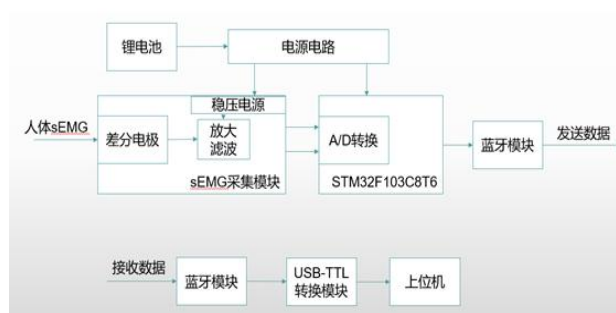 锂电池
电源电路
稳压电源
人体sEMG
差分电极
放大
滤波
sEMG采集模块
A/D转换
STM32F103C8T6
蓝牙模块
发送数据
接收数据
蓝牙模块
USB-TTL
转换模块
上位机